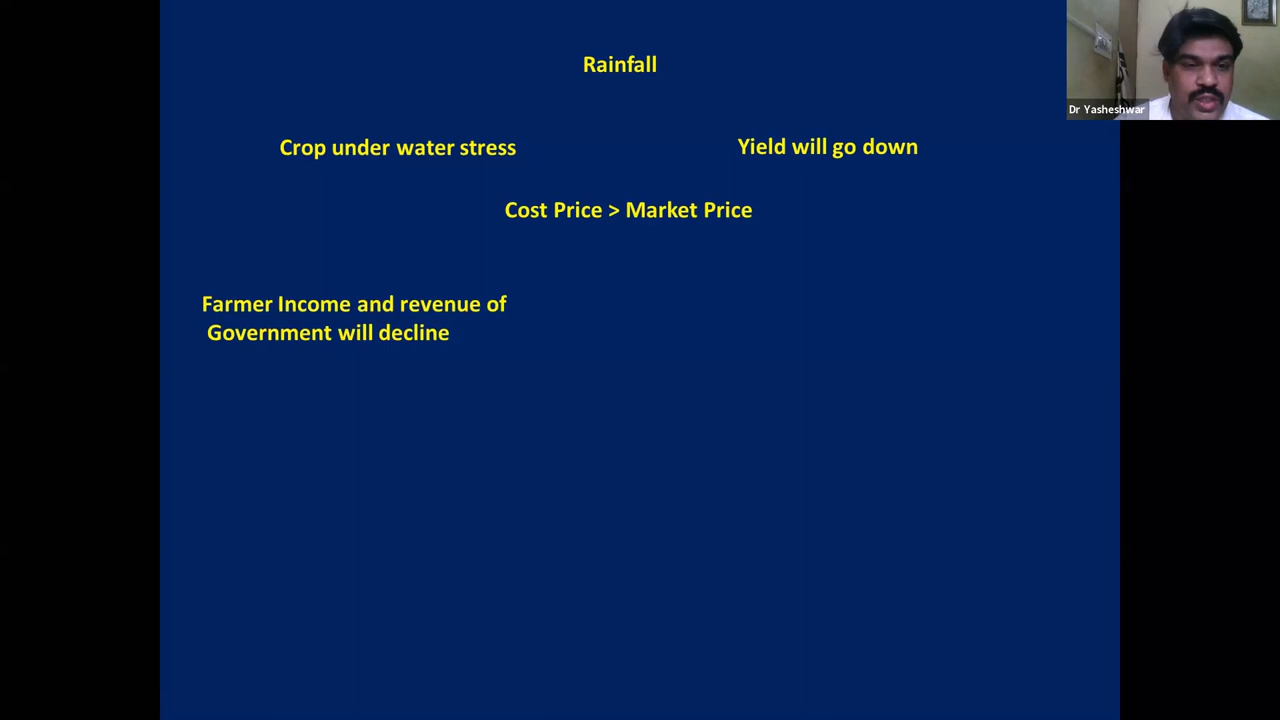 Rainfall
Dr Yasheshwar
Crop under water stress
Yield will go down
Cost Price > Market Price
Farmer Income and revenue of
Government will decline